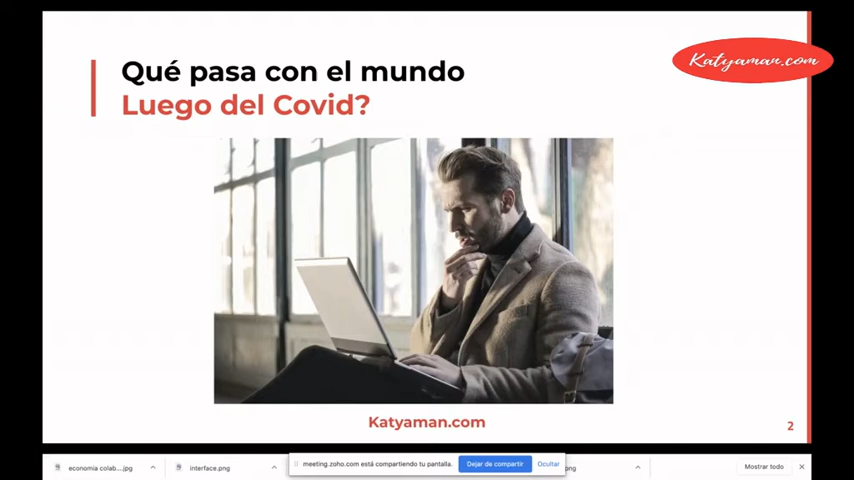 Katyaman.com
Qué pasa con el mundo
Luego del Covid?
Katyaman.com
2
economia colab....jpg
interface.png
meeting.zoho.com está compartiendo tu pantalla.
Dejar de compartir
Ocultar
png
Mostrar todo